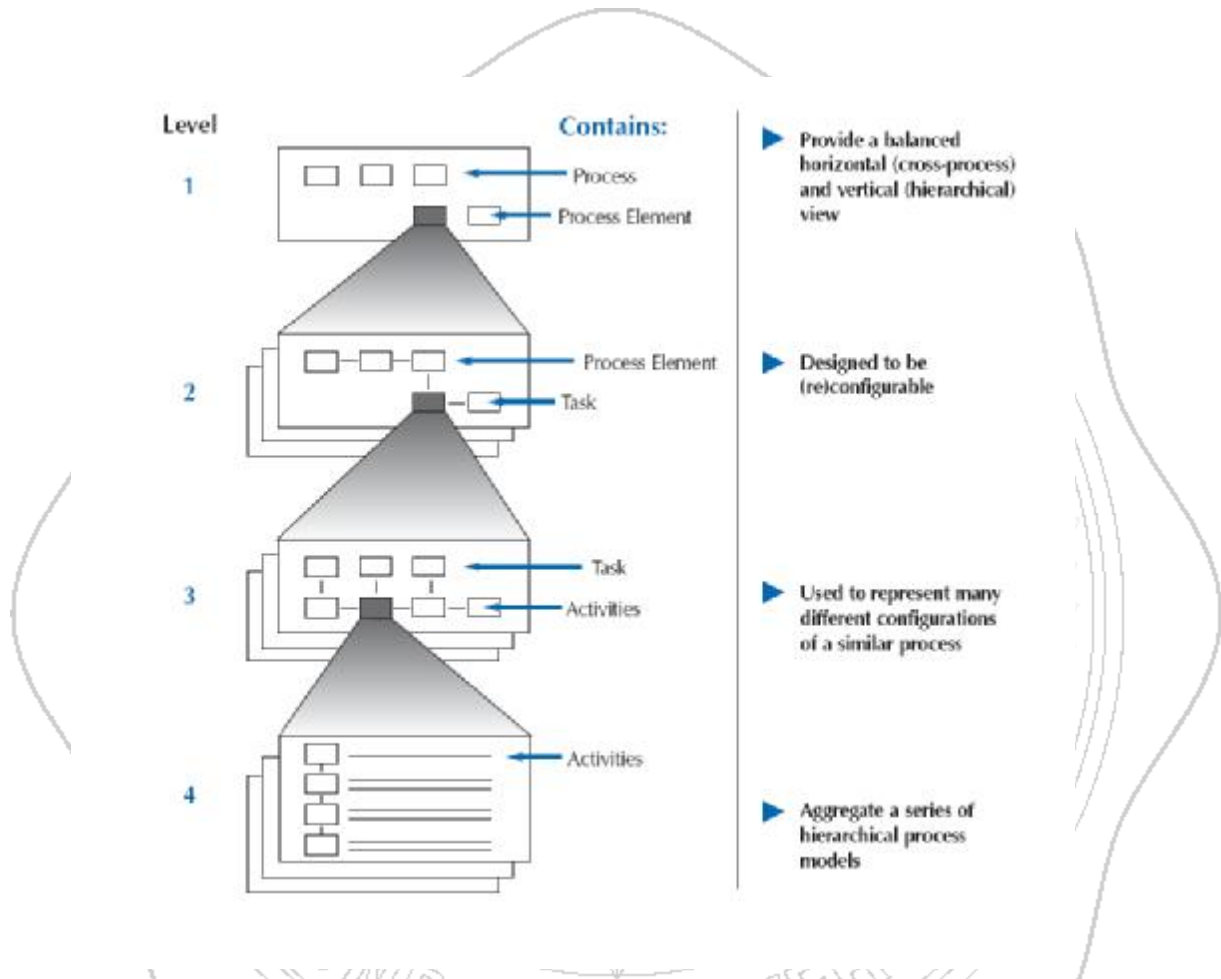 Level
Contains:
1
Process
Process Element
2
Process Element
Task
3
Task
Activities
4
Activities
Provide a balanced
horizontal (cross-process)
and vertical (hierarchical)
view
Designed to be
(re)configurable
Used to represent many
different configurations
of a similar process
Aggregate a series of
hierarchical process
models